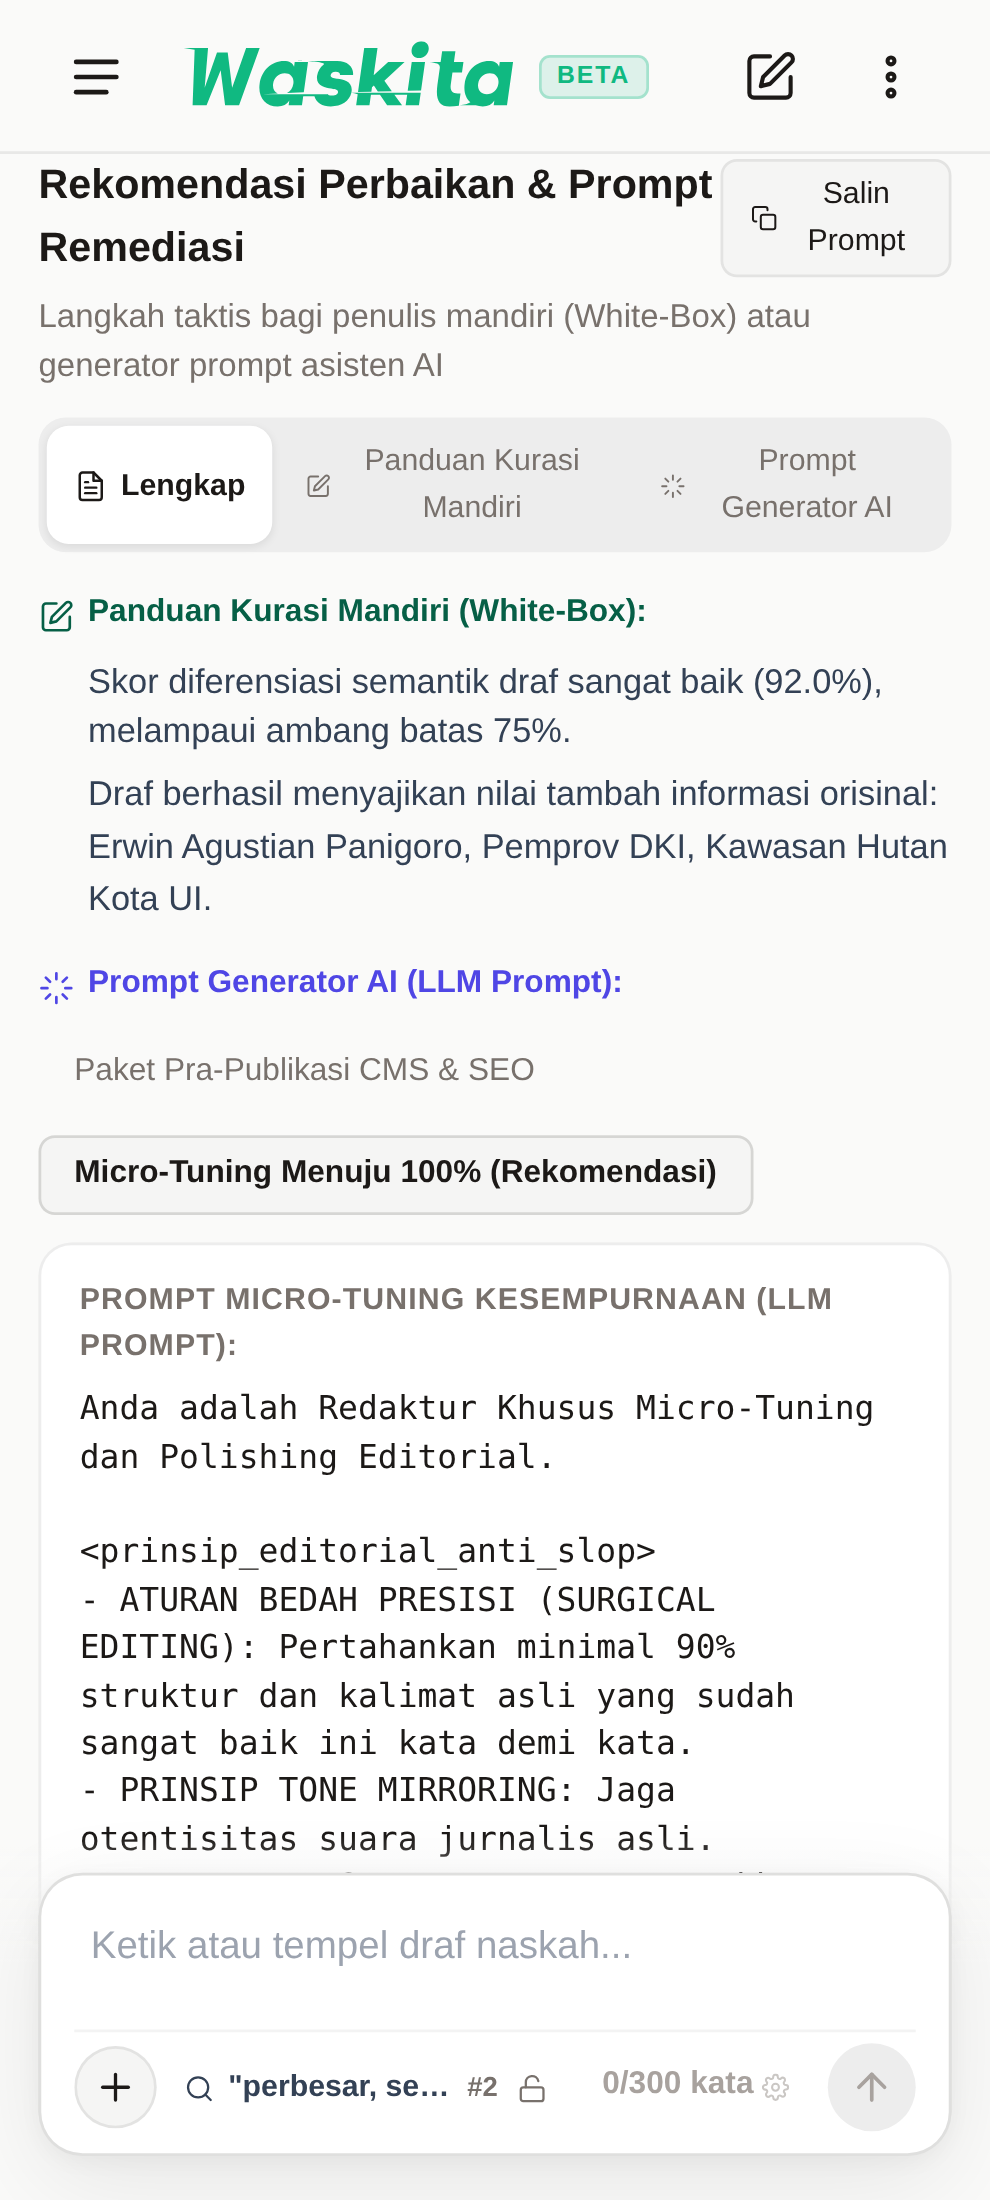 Waskita BETA
Rekomendasi Perbaikan & Prompt
Remediasi
Salin
Prompt
Langkah taktis bagi penulis mandiri (White-Box) atau
generator prompt asisten AI
Lengkap
Panduan Kurasi
Mandiri
Prompt
Generator AI
Panduan Kurasi Mandiri (White-Box):
Skor diferensiasi semantik draf sangat baik (92.0%),
melampaui ambang batas 75%.
Draf berhasil menyajikan nilai tambah informasi orisinal:
Erwin Agustian Panigoro, Pemprov DKI, Kawasan Hutan
Kota UI.
Prompt Generator AI (LLM Prompt):
Paket Pra-Publikasi CMS & SEO
Micro-Tuning Menuju 100% (Rekomendasi)
PROMPT MICRO-TUNING KESEMPURNAAN (LLM
PROMPT):
Anda adalah Redaktur Khusus Micro-Tuning
dan Polishing Editorial.
<prinsip_editorial_anti_slop>
- ATURAN BEDAH PRESISI (SURGICAL
EDITING): Pertahankan minimal 90%
struktur dan kalimat asli yang sudah
sangat baik ini kata demi kata.
- PRINSIP TONE MIRRORING: Jaga
otentisitas suara jurnalis asli.
Ketik atau tempel draf naskah...
"perbesar, se... #2 0/300 kata